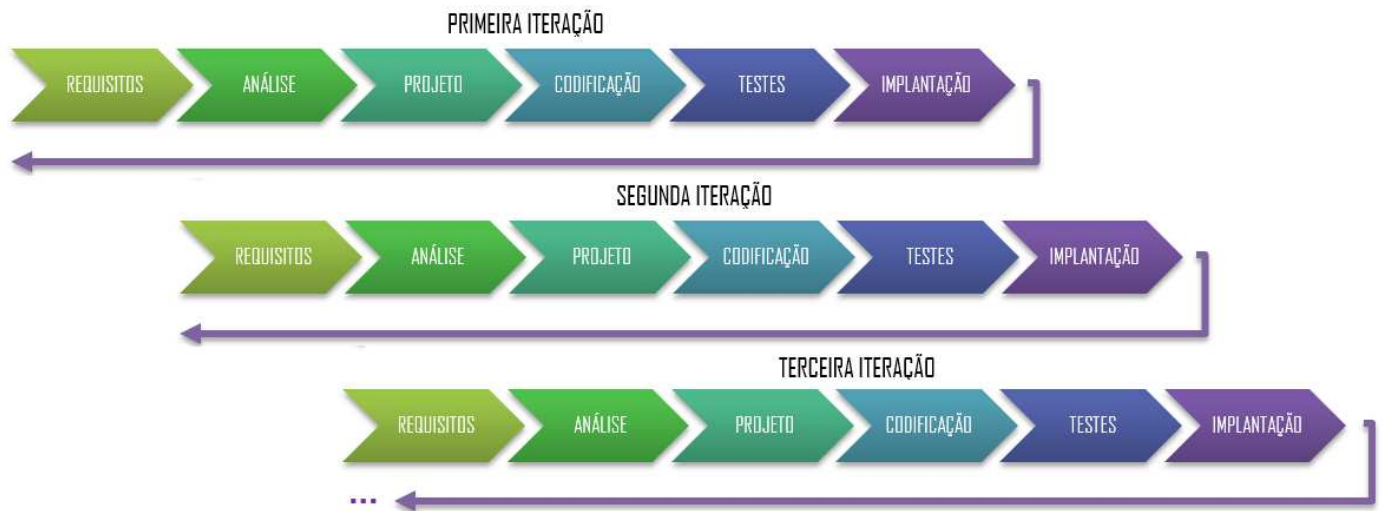 PRIMEIRA ITERAÇÃO
REQUISITOS ANÁLISE PROJETO CODIFICAÇÃO TESTES IMPLANTAÇÃO
SEGUNDA ITERAÇÃO
REQUISITOS ANÁLISE PROJETO CODIFICAÇÃO TESTES IMPLANTAÇÃO
TERCEIRA ITERAÇÃO
REQUISITOS ANÁLISE PROJETO CODIFICAÇÃO TESTES IMPLANTAÇÃO
...